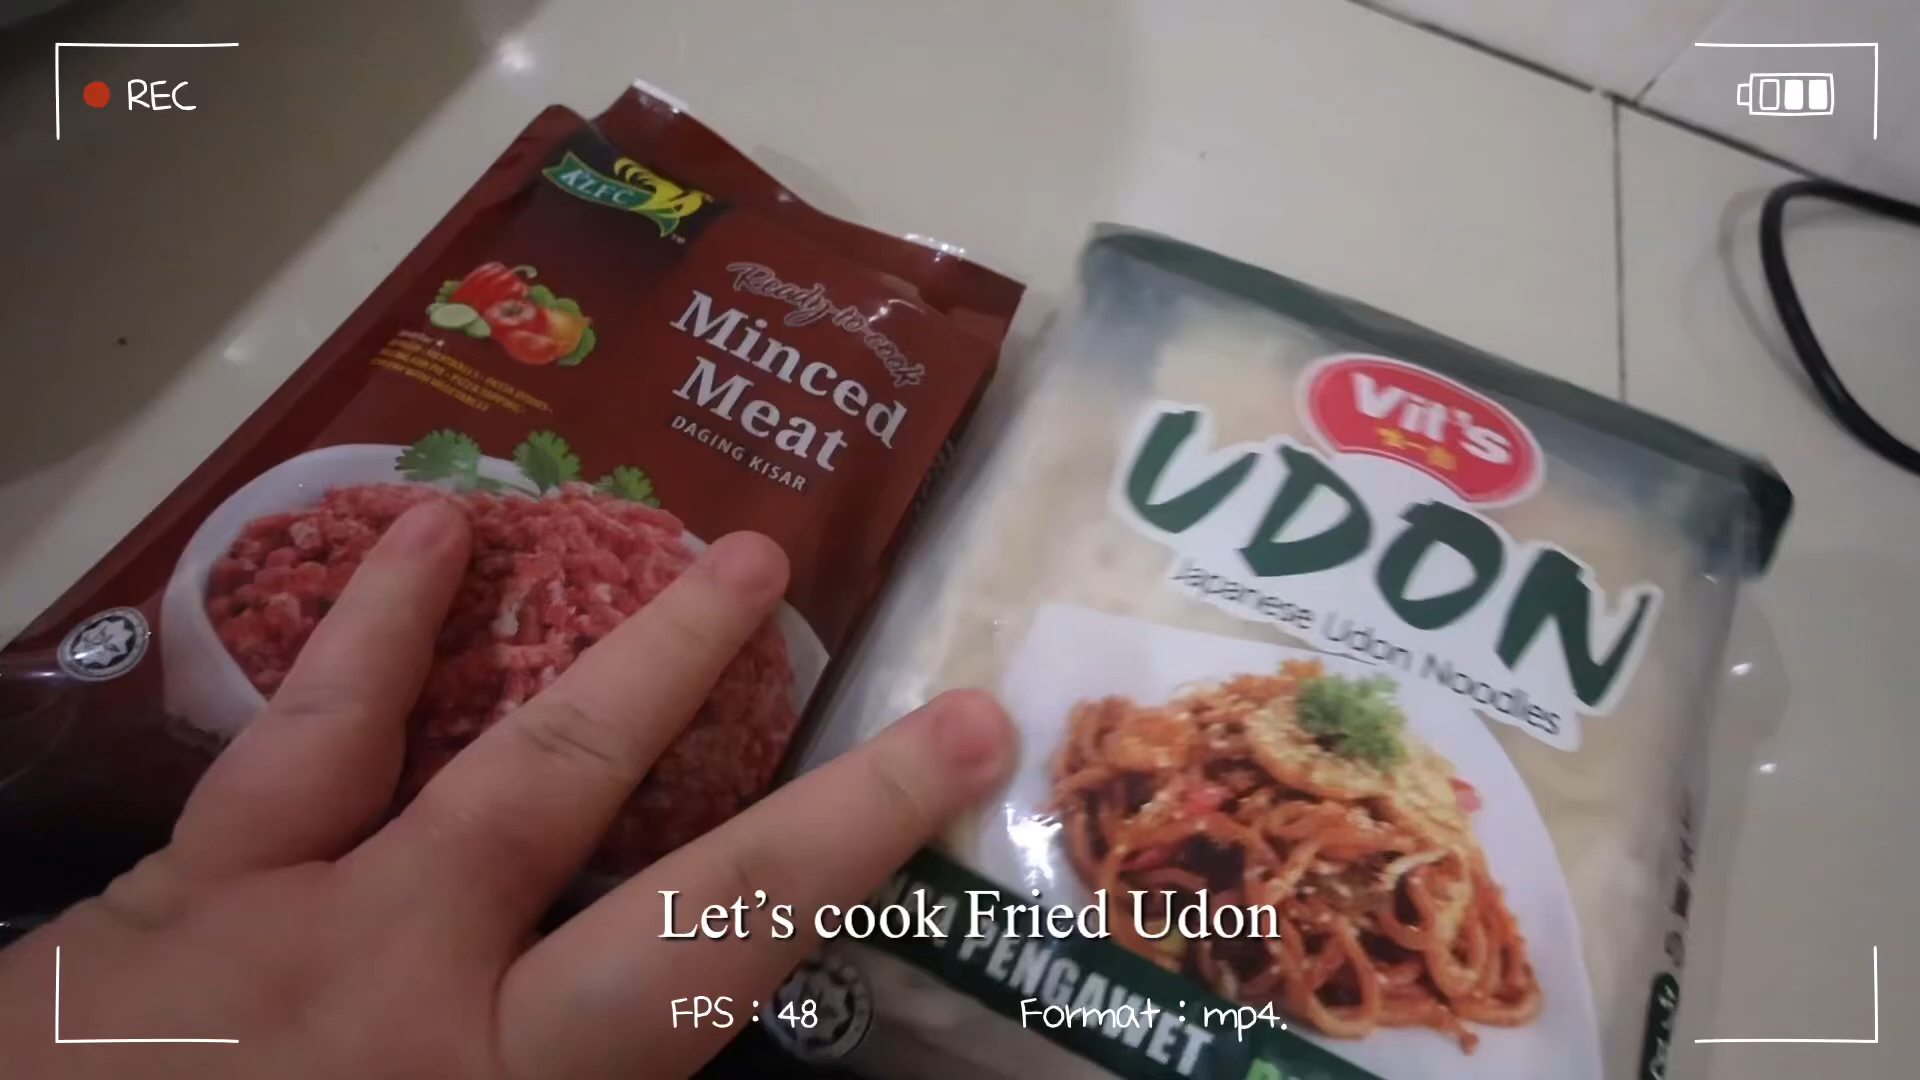 REC
KLFC
Ready-to-cook
Minced
Meat
DAGING KISAR
Vit's
UDON
Japanese Udon Noodles
Let's cook Fried Udon
PENGAWET
FPS : 48
Format : mp4.